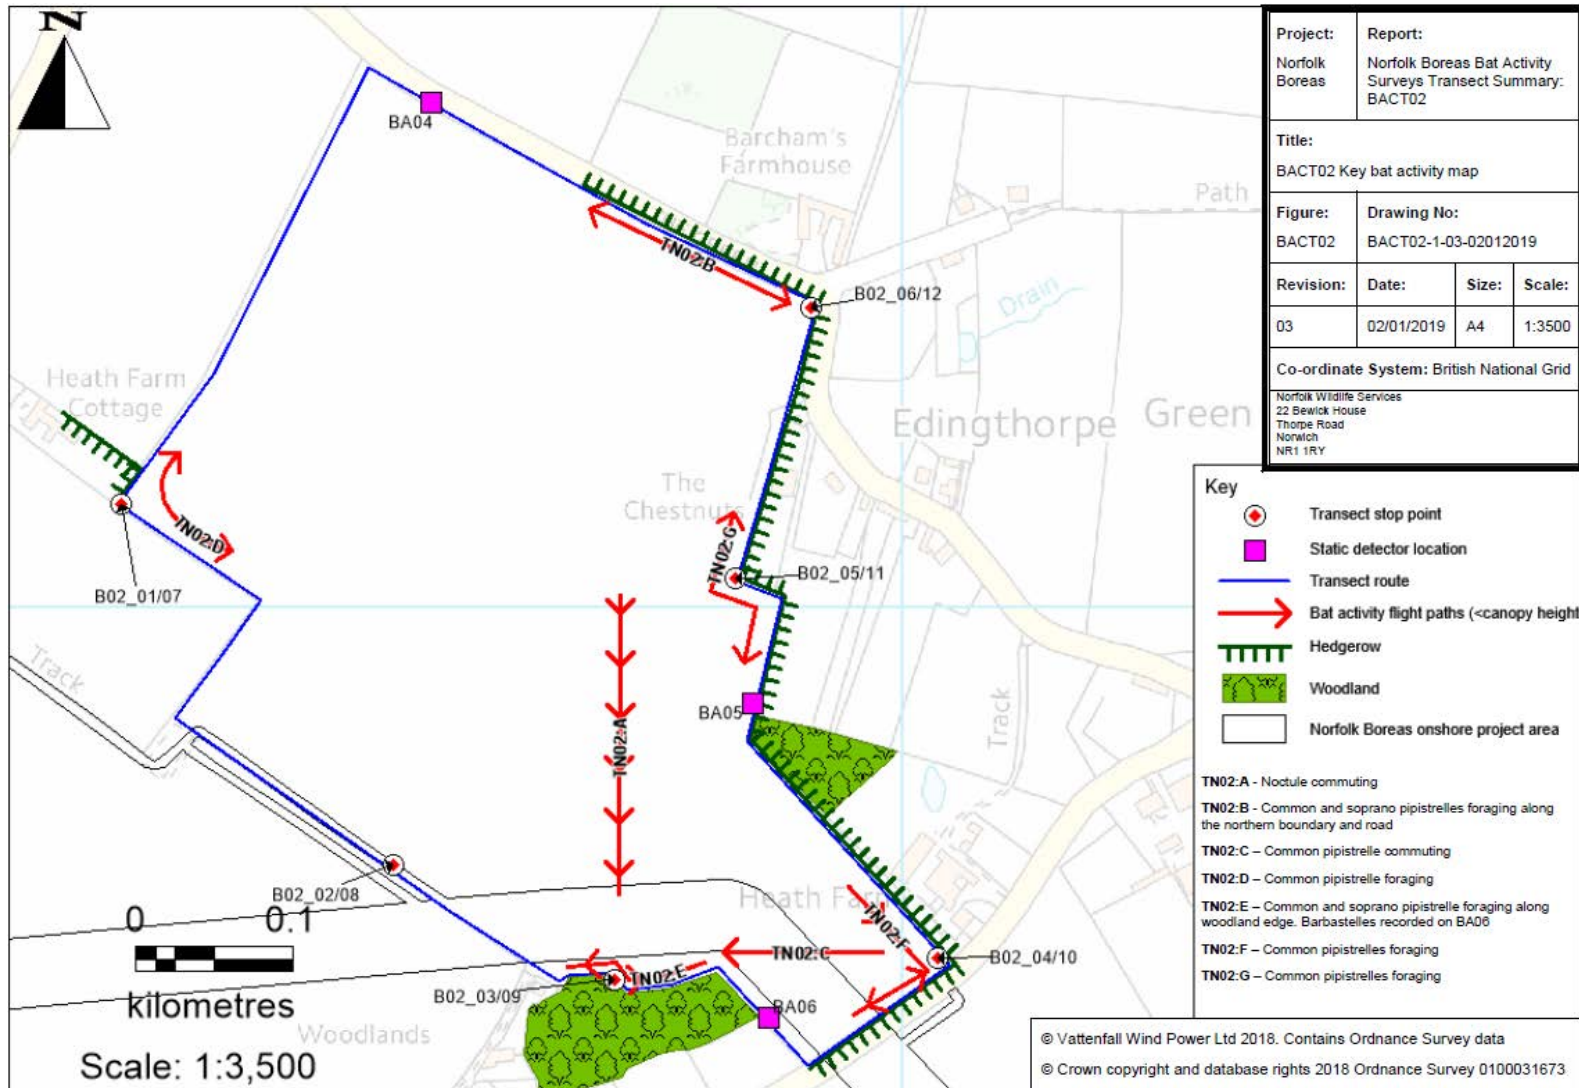 N
BA04
Barcham's
Farmhouse
Path
TN02:B
B02_06/12
Drain
Heath Farm
Cottage
Edingthorpe Green
The
Chestnuts
TN02:D
TN02:G
B02_05/11
B02_01/07
Track
TN02:A
BA05
Track
B02_02/08
Heath Farm
TN02:F
0 0.1
kilometres
Scale: 1:3,500
TN02:C
B02_04/10
TN02:E
B02_03/09
BA06
Woodlands
Project: Report:
Norfolk Norfolk Boreas Bat Activity
Boreas Surveys Transect Summary:
BACT02
Title:
BACT02 Key bat activity map
Figure: Drawing No:
BACT02 BACT02-1-03-02012019
Revision: Date: Size: Scale:
03 02/01/2019 A4 1:3500
Co-ordinate System: British National Grid
Norfolk Wildlife Services
22 Bewick House
Thorpe Road
Norwich
NR1 1RY
Key
Transect stop point
Static detector location
Transect route
Bat activity flight paths (<canopy height
Hedgerow
Woodland
Norfolk Boreas onshore project area
TN02:A - Noctule commuting
TN02:B - Common and soprano pipistrelles foraging along
the northern boundary and road
TN02:C – Common pipistrelle commuting
TN02:D – Common pipistrelle foraging
TN02:E – Common and soprano pipistrelle foraging along
woodland edge. Barbastelles recorded on BA06
TN02:F – Common pipistrelles foraging
TN02:G – Common pipistrelles foraging
© Vattenfall Wind Power Ltd 2018. Contains Ordnance Survey data
© Crown copyright and database rights 2018 Ordnance Survey 0100031673